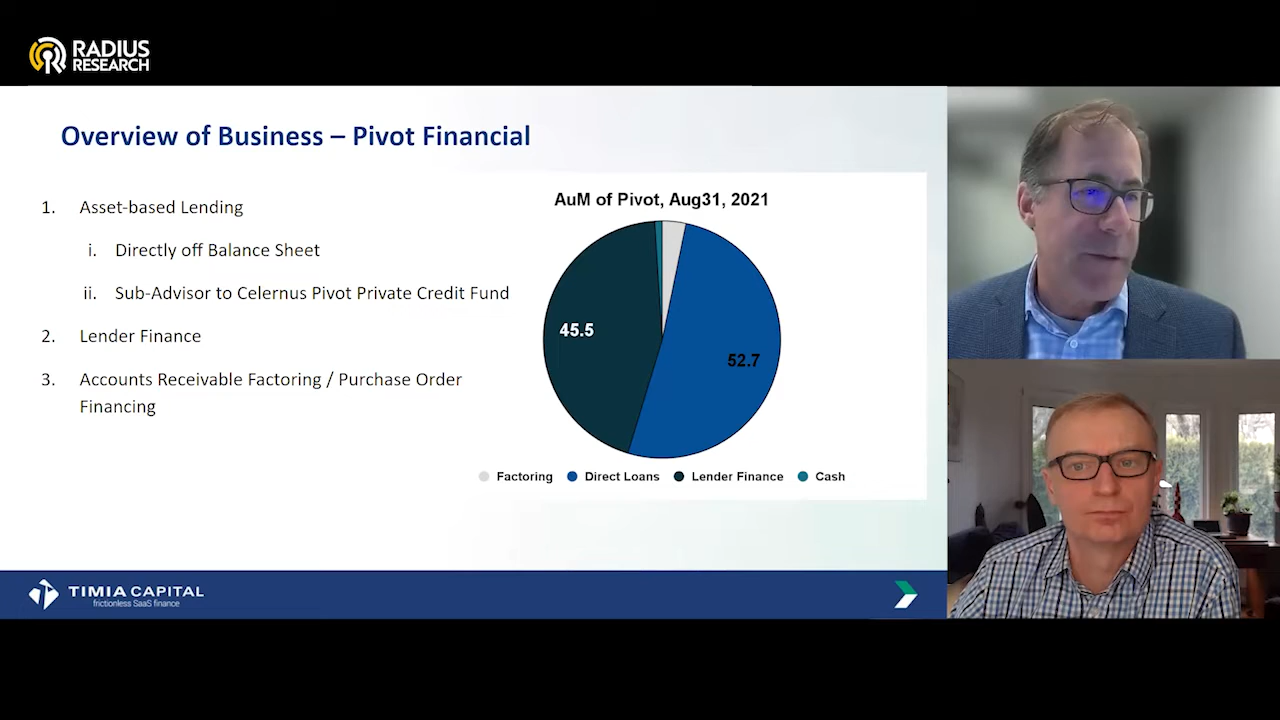 RADIUS
RESEARCH
Overview of Business – Pivot Financial
1. Asset-based Lending
i. Directly off Balance Sheet
ii. Sub-Advisor to Celernus Pivot Private Credit Fund
2. Lender Finance
3. Accounts Receivable Factoring / Purchase Order
Financing
AuM of Pivot, Aug31, 2021
45.5
52.7
Factoring Direct Loans Lender Finance Cash
TIMIA CAPITAL
frictionless SaaS finance